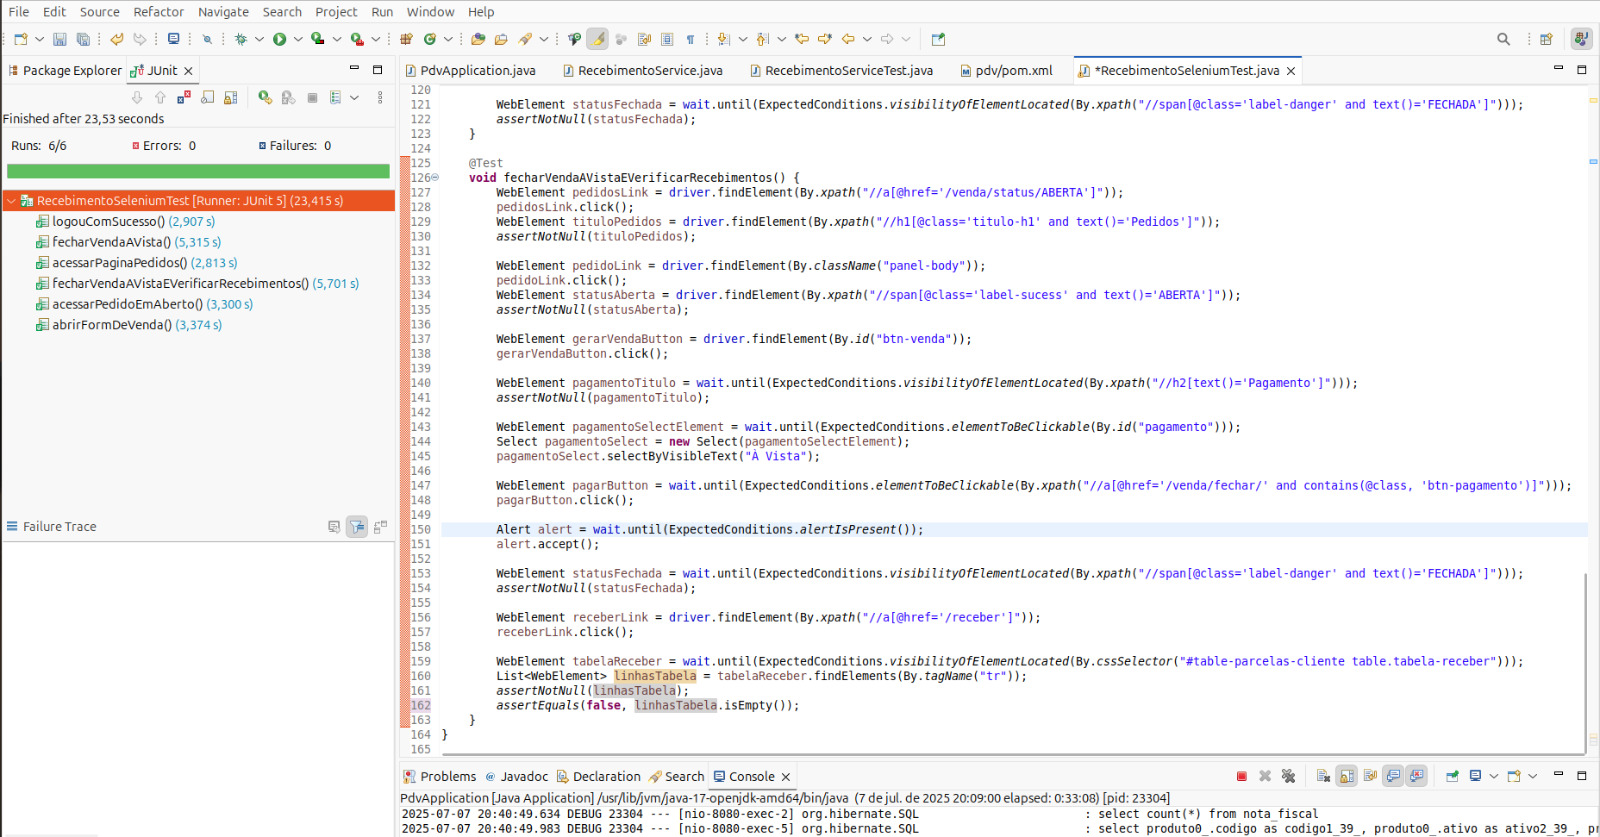 File Edit Source Refactor Navigate Search Project Run Window Help
Package Explorer JUnit
Finished after 23,53 seconds
Runs: 6/6 Errors: 0 Failures: 0
RecebimentoSeleniumTest [Runner: JUnit 5] (23,415 s)
logouComSucesso() (2,907 s)
fecharVendaAVista() (5,315 s)
acessarPaginaPedidos() (2,813 s)
fecharVendaAVistaEVerificarRecebimentos() (5,701 s)
acessarPedidoEmAberto() (3,300 s)
abrirFormDeVenda() (3,374 s)
Failure Trace
PdvApplication.java RecebimentoService.java RecebimentoServiceTest.java pdv/pom.xml *RecebimentoSeleniumTest.java
120
121 WebElement statusFechada = wait.until(ExpectedConditions.visibilityOfElementLocated(By.xpath("//span[@class='label-danger' and text()='FECHADA']")));
122 assertNotNull(statusFechada);
123 }
124
125 @Test
126 void fecharVendaAVistaEVerificarRecebimentos() {
127 WebElement pedidosLink = driver.findElement(By.xpath("//a[@href='/venda/status/ABERTA']"));
128 pedidosLink.click();
129 WebElement tituloPedidos = driver.findElement(By.xpath("//h1[@class='titulo-h1' and text()='Pedidos']"));
130 assertNotNull(tituloPedidos);
131
132 WebElement pedidoLink = driver.findElement(By.className("panel-body"));
133 pedidoLink.click();
134 WebElement statusAberta = driver.findElement(By.xpath("//span[@class='label-sucess' and text()='ABERTA']"));
135 assertNotNull(statusAberta);
136
137 WebElement gerarVendaButton = driver.findElement(By.id("btn-venda"));
138 gerarVendaButton.click();
139
140 WebElement pagamentoTitulo = wait.until(ExpectedConditions.visibilityOfElementLocated(By.xpath("//h2[text()='Pagamento']")));
141 assertNotNull(pagamentoTitulo);
142
143 WebElement pagamentoSelectElement = wait.until(ExpectedConditions.elementToBeClickable(By.id("pagamento")));
144 Select pagamentoSelect = new Select(pagamentoSelectElement);
145 pagamentoSelect.selectByVisibleText("À Vista");
146
147 WebElement pagarButton = wait.until(ExpectedConditions.elementToBeClickable(By.xpath("//a[@href='/venda/fechar/' and contains(@class, 'btn-pagamento')]")));
148 pagarButton.click();
149
150 Alert alert = wait.until(ExpectedConditions.alertIsPresent());
151 alert.accept();
152
153 WebElement statusFechada = wait.until(ExpectedConditions.visibilityOfElementLocated(By.xpath("//span[@class='label-danger' and text()='FECHADA']")));
154 assertNotNull(statusFechada);
155
156 WebElement receberLink = driver.findElement(By.xpath("//a[@href='/receber']"));
157 receberLink.click();
158
159 WebElement tabelaReceber = wait.until(ExpectedConditions.visibilityOfElementLocated(By.cssSelector("#table-parcelas-cliente table.tabela-receber")));
160 List<WebElement> linhasTabela = tabelaReceber.findElements(By.tagName("tr"));
161 assertNotNull(linhasTabela);
162 assertEquals(false, linhasTabela.isEmpty());
163 }
164 }
165
Problems Javadoc Declaration Search Console
PdvApplication [Java Application] /usr/lib/jvm/java-17-openjdk-amd64/bin/java (7 de jul. de 2025 20:09:00 elapsed: 0:33:08) [pid: 23304]
2025-07-07 20:40:49.634 DEBUG 23304 --- [nio-8080-exec-2] org.hibernate.SQL : select count(*) from nota_fiscal
2025-07-07 20:40:49.983 DEBUG 23304 --- [nio-8080-exec-5] org.hibernate.SQL : select produto0_.codigo as codigo1_39_, produto0_.ativo as ativo2_39_,